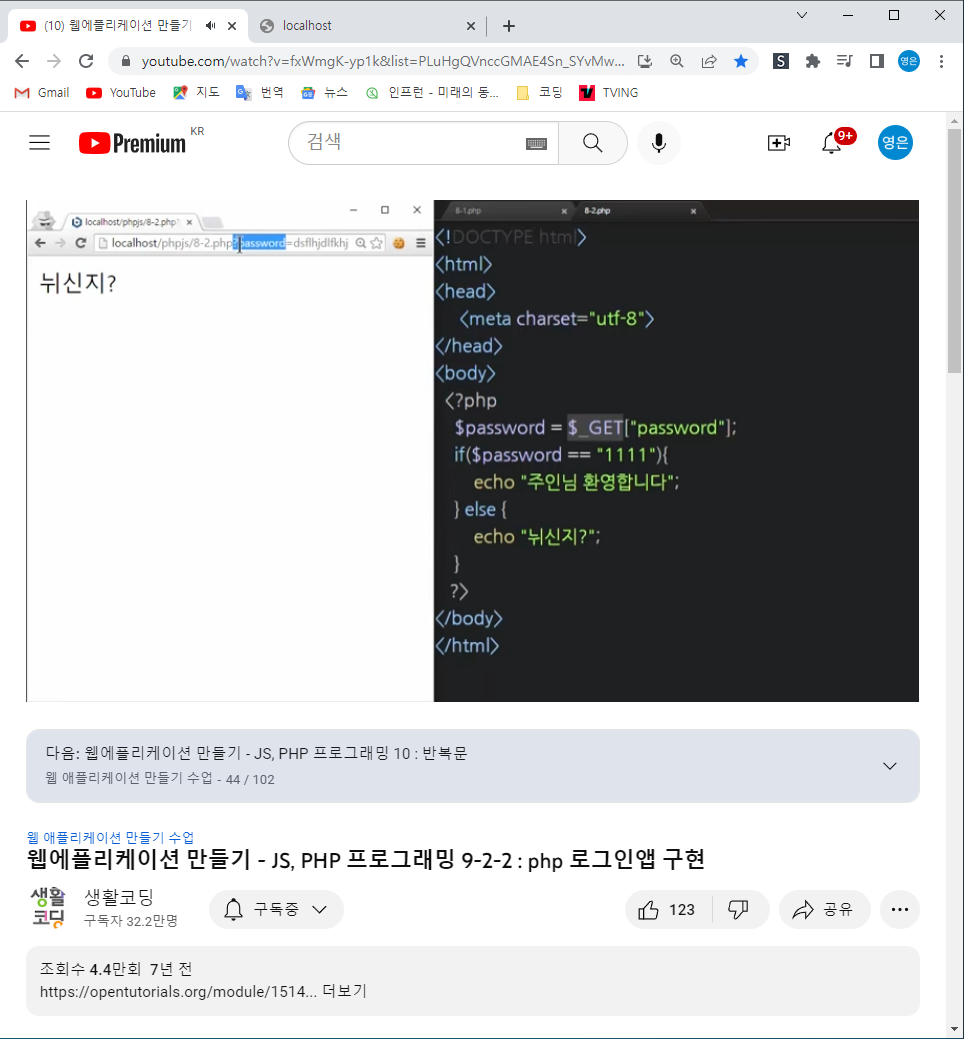 (10) 웹에플리케이션 만들기
localhost
youtube.com/watch?v=fxWmgK-yp1k&list=PLuHgQVnccGMAE4Sn_SYvMw...
S
영은
Gmail
YouTube
지도
번역
뉴스
인프런 - 미래의 동...
코딩
TVING
Premium
KR
검색
9+
영은
localhost/phpjs/8-2.php?
localhost/phpjs/8-2.php?password=dsflhjdlfkhj
뉘신지?
8-1.php
8-2.php
<!DOCTYPE html>
<html>
<head>
<meta charset="utf-8">
</head>
<body>
<?php
$password = $_GET["password"];
if($password == "1111"){
echo "주인님 환영합니다";
} else {
echo "뉘신지?";
}
?>
</body>
</html>
다음: 웹에플리케이션 만들기 - JS, PHP 프로그래밍 10 : 반복문
웹 애플리케이션 만들기 수업 - 44 / 102
웹 애플리케이션 만들기 수업
웹에플리케이션 만들기 - JS, PHP 프로그래밍 9-2-2 : php 로그인앱 구현
생활
코딩
생활코딩
구독자 32.2만명
구독중
123
공유
조회수 4.4만회 7년 전
https://opentutorials.org/module/1514... 더보기